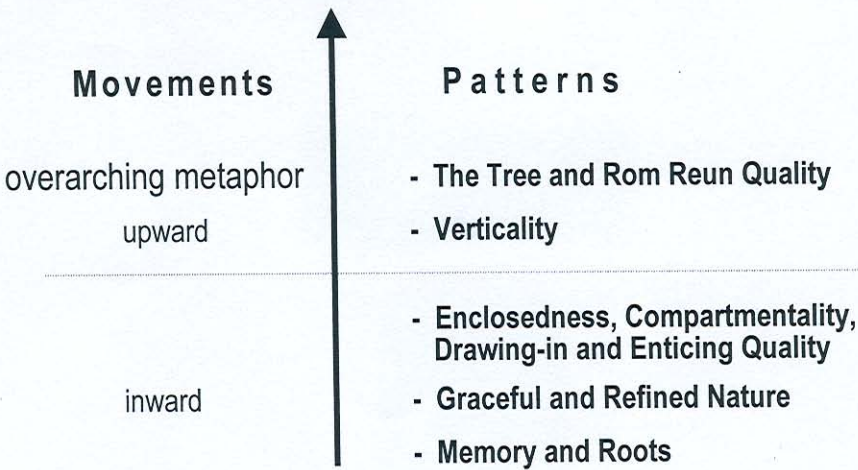 Movements Patterns
overarching metaphor - The Tree and Rom Reun Quality
upward - Verticality
- Enclosedness, Compartmentality,
Drawing-in and Enticing Quality
inward - Graceful and Refined Nature
- Memory and Roots